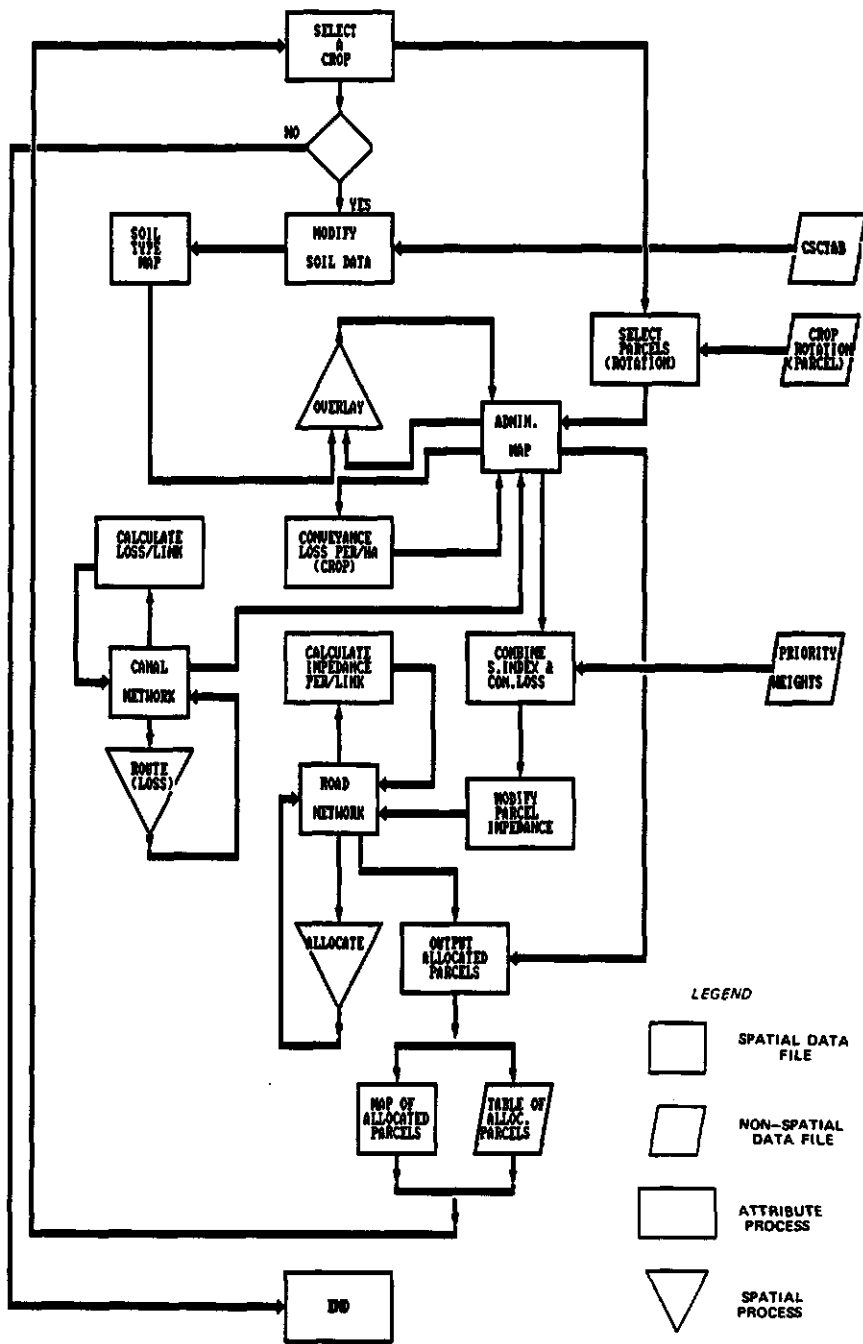 SELECT
A
CROP
NO
YES
SOIL
TYPE
MAP
MODIFY
SOIL DATA
CSCTAB
SELECT
PARCELS
(ROTATION)
CROP
ROTATION
(PARCEL)
OVERLAY
ADMIN.
MAP
CALCULATE
LOSS/LINK
CONVEYANCE
LOSS PER/HA
(CROP)
CANAL
NETWORK
CALCULATE
IMPEDANCE
PER/LINK
COMBINE
S.INDEX &
CON.LOSS
PRIORITY
WEIGHTS
ROUTE
(LOSS)
ROAD
NETWORK
MODIFY
PARCEL
IMPEDANCE
ALLOCATE
OUTPUT
ALLOCATED
PARCELS
LEGEND
SPATIAL DATA
FILE
MAP OF
ALLOCATED
PARCELS
TABLE OF
ALLOC.
PARCELS
NON-SPATIAL
DATA FILE
ATTRIBUTE
PROCESS
END
SPATIAL
PROCESS